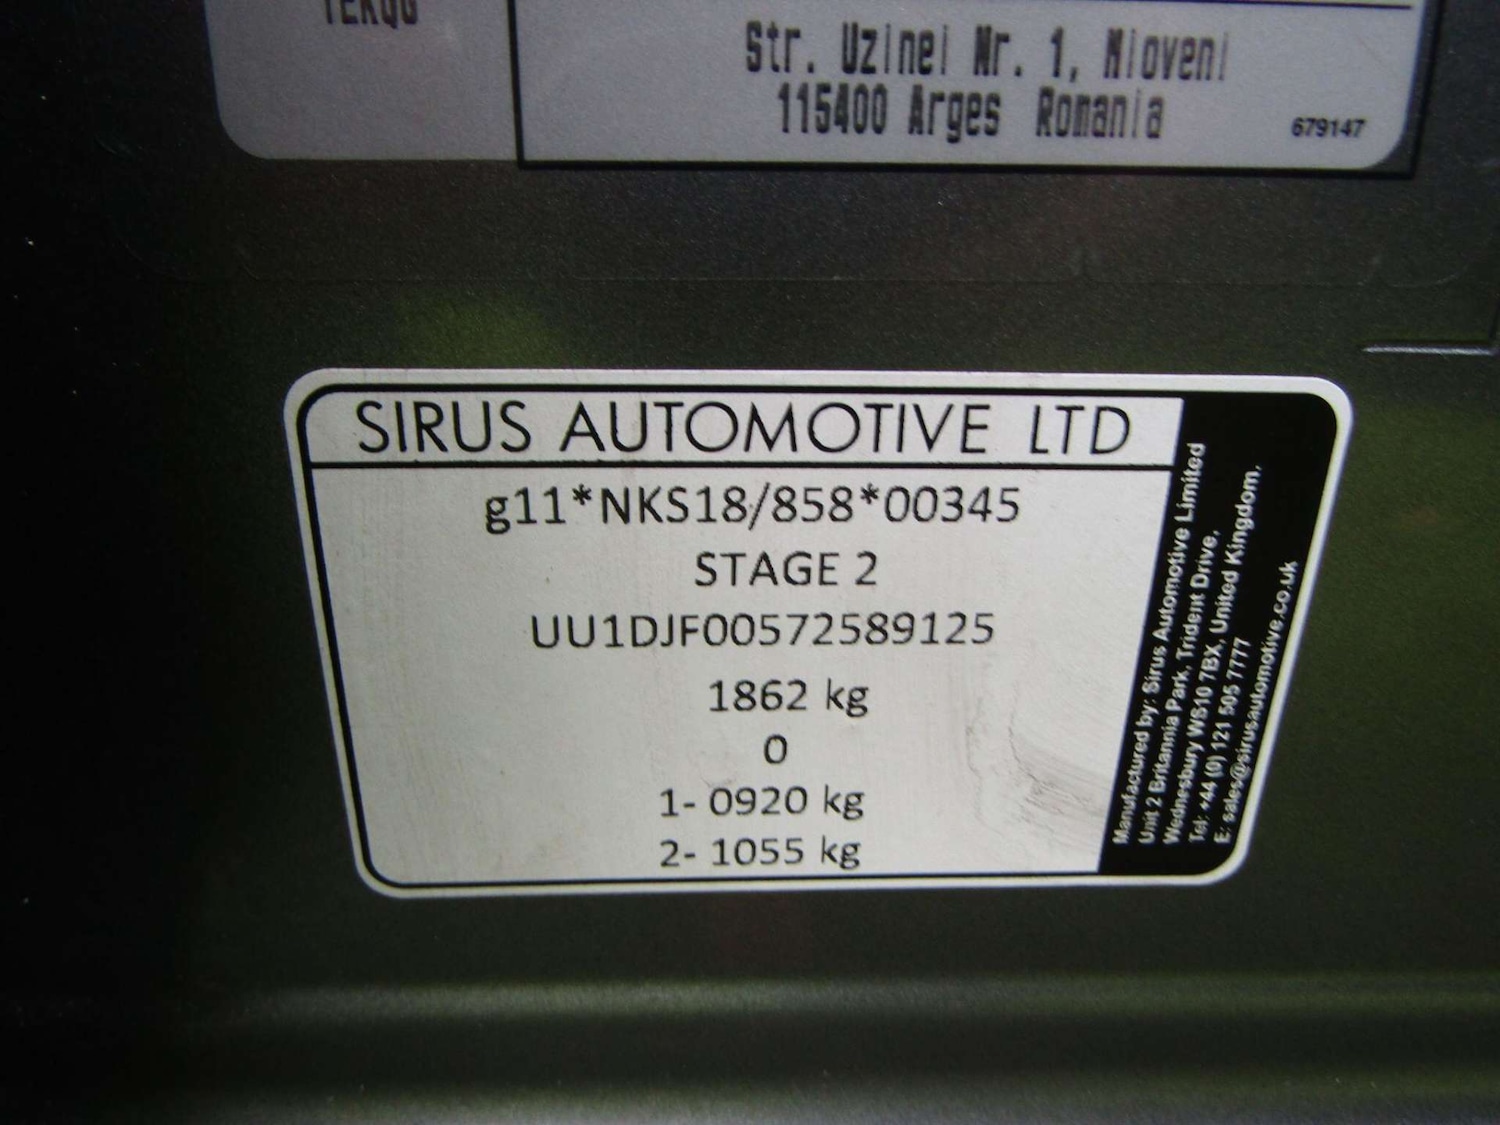 TEKQG
Str. Uzinei Nr. 1, Mioveni
115400 Arges Romania
679147
SIRUS AUTOMOTIVE LTD
g11*NKS18/858*00345
STAGE 2
UU1DJF00572589125
1862 kg
0
1- 0920 kg
2- 1055 kg
Manufactured by: Sirus Automotive Limited
Unit 2 Britannia Park, Trident Drive,
Wednesbury WS10 7BX, United Kingdom.
Tel: +44 (0) 121 505 7777
E: sales@sirusautomotive.co.uk